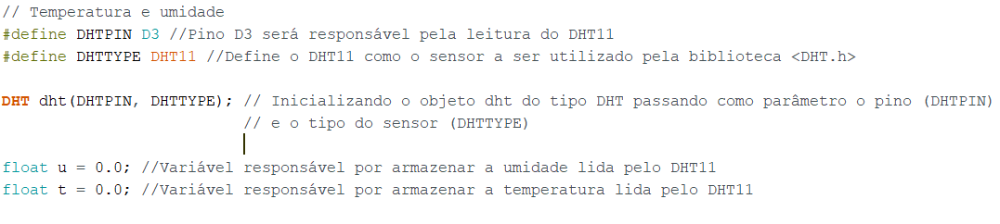 // Temperatura e umidade
#define DHTPIN D3 //Pino D3 será responsável pela leitura do DHT11
#define DHTTYPE DHT11 //Define o DHT11 como o sensor a ser utilizado pela biblioteca <DHT.h>
DHT dht(DHTPIN, DHTTYPE); // Inicializando o objeto dht do tipo DHT passando como parâmetro o pino (DHTPIN)
// e o tipo do sensor (DHTTYPE)
float u = 0.0; //Variável responsável por armazenar a umidade lida pelo DHT11
float t = 0.0; //Variável responsável por armazenar a temperatura lida pelo DHT11